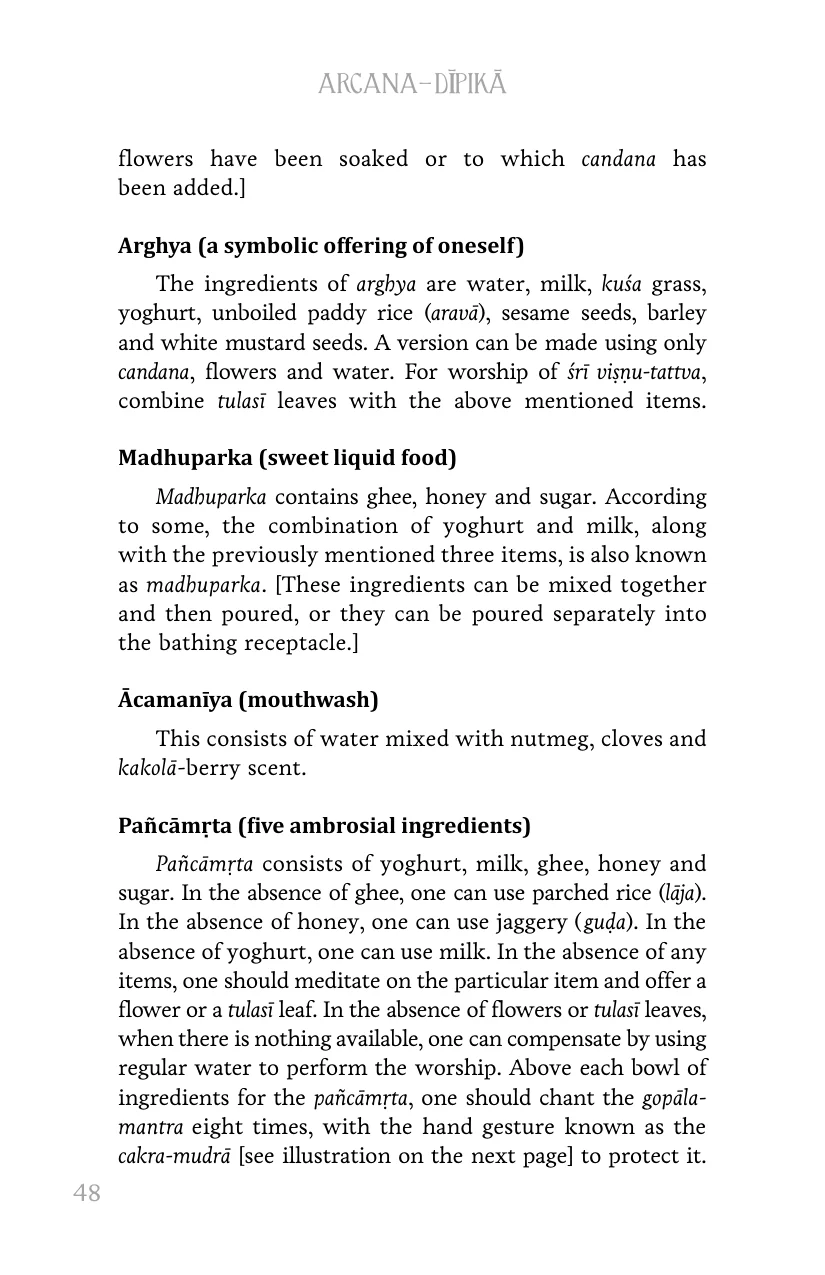 ARCANA-DĪPIKĀ
flowers have been soaked or to which candana has
been added.]
Arghya (a symbolic offering of oneself)
The ingredients of arghya are water, milk, kuśa grass,
yoghurt, unboiled paddy rice (aravā), sesame seeds, barley
and white mustard seeds. A version can be made using only
candana, flowers and water. For worship of śrī viṣṇu-tattva,
combine tulasī leaves with the above mentioned items.
Madhuparka (sweet liquid food)
Madhuparka contains ghee, honey and sugar. According
to some, the combination of yoghurt and milk, along
with the previously mentioned three items, is also known
as madhuparka. [These ingredients can be mixed together
and then poured, or they can be poured separately into
the bathing receptacle.]
Ācamanīya (mouthwash)
This consists of water mixed with nutmeg, cloves and
kakolā-berry scent.
Pañcāmṛta (five ambrosial ingredients)
Pañcāmṛta consists of yoghurt, milk, ghee, honey and
sugar. In the absence of ghee, one can use parched rice (lāja).
In the absence of honey, one can use jaggery (guḍa). In the
absence of yoghurt, one can use milk. In the absence of any
items, one should meditate on the particular item and offer a
flower or a tulasī leaf. In the absence of flowers or tulasī leaves,
when there is nothing available, one can compensate by using
regular water to perform the worship. Above each bowl of
ingredients for the pañcāmṛta, one should chant the gopāla-
mantra eight times, with the hand gesture known as the
cakra-mudrā [see illustration on the next page] to protect it.
48